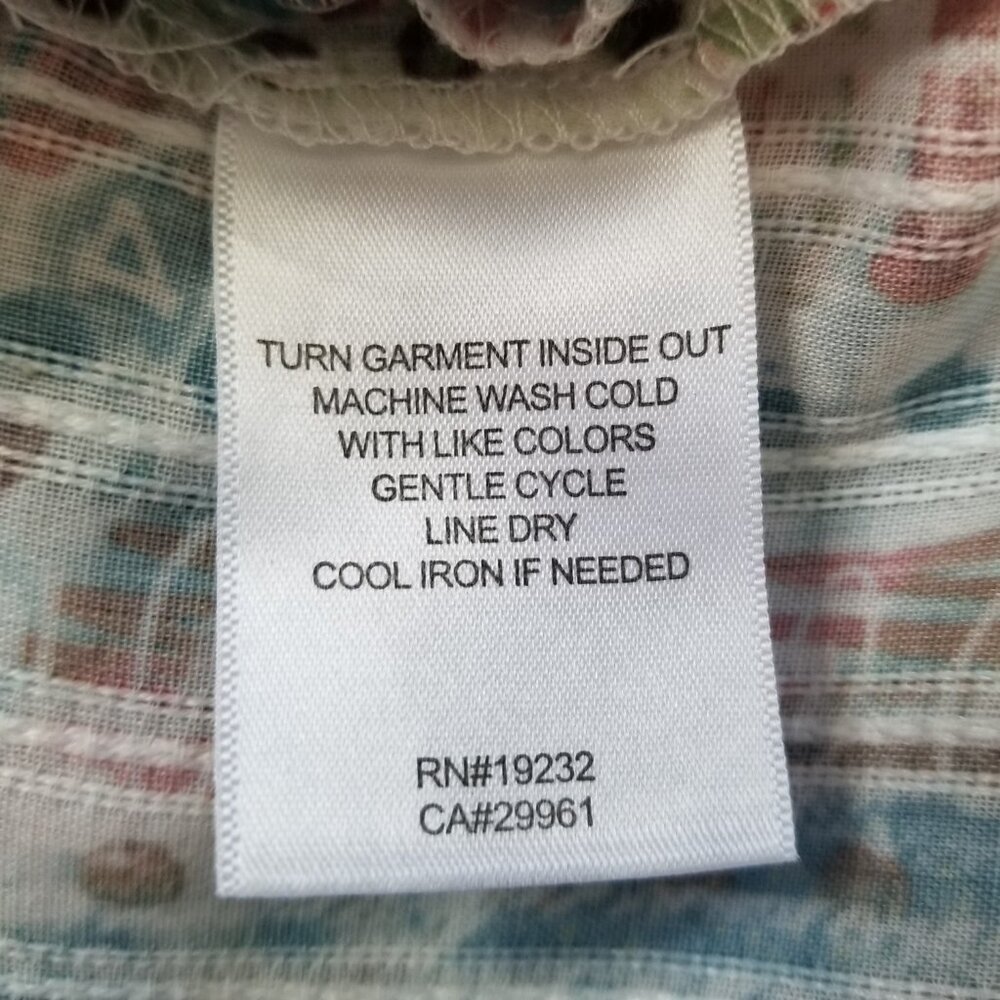 TURN GARMENT INSIDE OUT
MACHINE WASH COLD
WITH LIKE COLORS
GENTLE CYCLE
LINE DRY
COOL IRON IF NEEDED
RN#19232
CA#29961